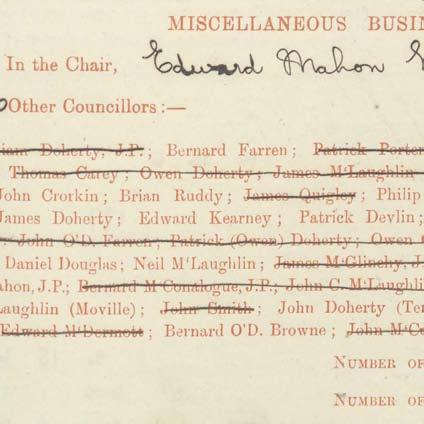 MISCELLANEOUS BUSIN
In the Chair, Edward Mahon
Other Councillors :—
iam Doherty, J.P. ; Bernard Farren ; Patrick Porter
Thomas Carey ; Owen Doherty ; James M'Laughlin
John Crorkin ; Brian Ruddy ; James Quigley ; Philip
James Doherty ; Edward Kearney ; Patrick Devlin ;
John O'D. Farren ; Patrick (Owen) Doherty ; Owen
Daniel Douglas ; Neil M'Laughlin ; James M'Glinchy, J.
ahon, J.P. ; Bernard M'Conalogue, J.P. ; John C. M'Laughlin
Laughlin (Moville) ; John Smith ; John Doherty (Ter
Edward M'Dermott ; Bernard O'D. Browne ; John M'Co
NUMBER OF
NUMBER OF